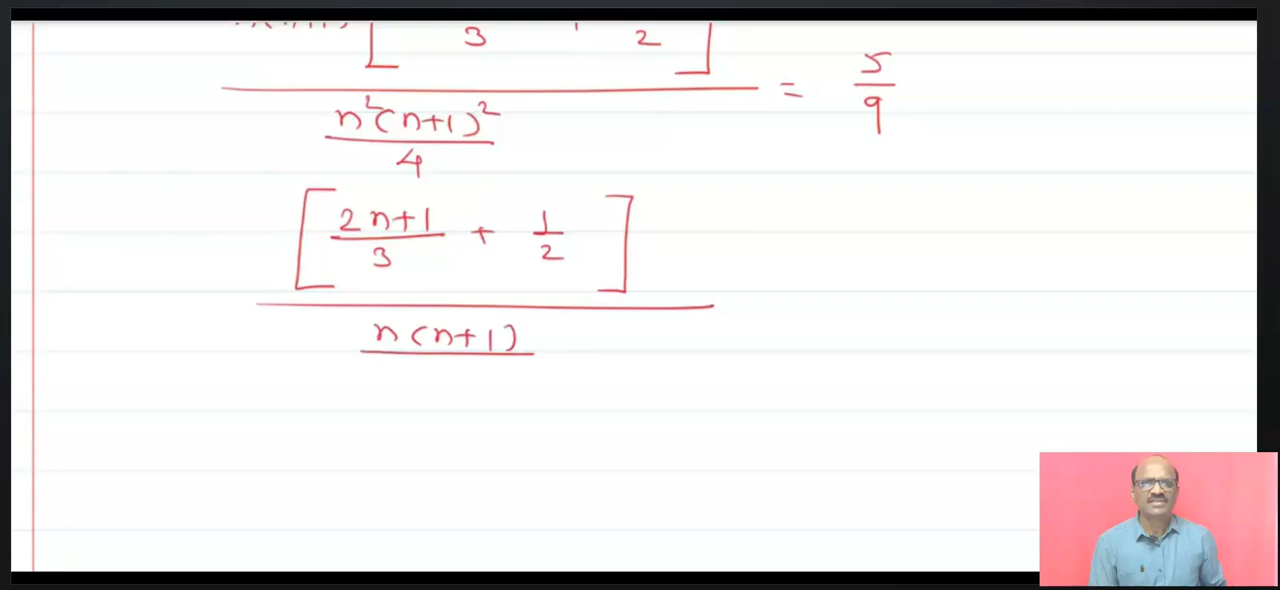 [ 3 + 2 ]
n²(n+1)² / 4 = 5/9
[ 2n+1 / 3 + 1/2 ]
n(n+1)